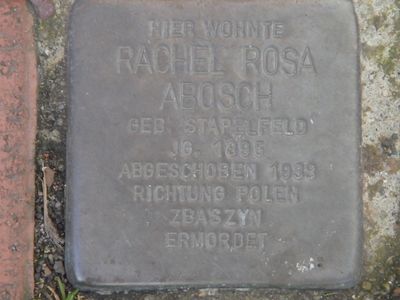 HIER WOHNTE
RACHEL ROSA
ABOSCH
GEB. STAPELFELD
JG. 1895
ABGESCHOBEN 1938
RICHTUNG POLEN
ZBASZYN
ERMORDET